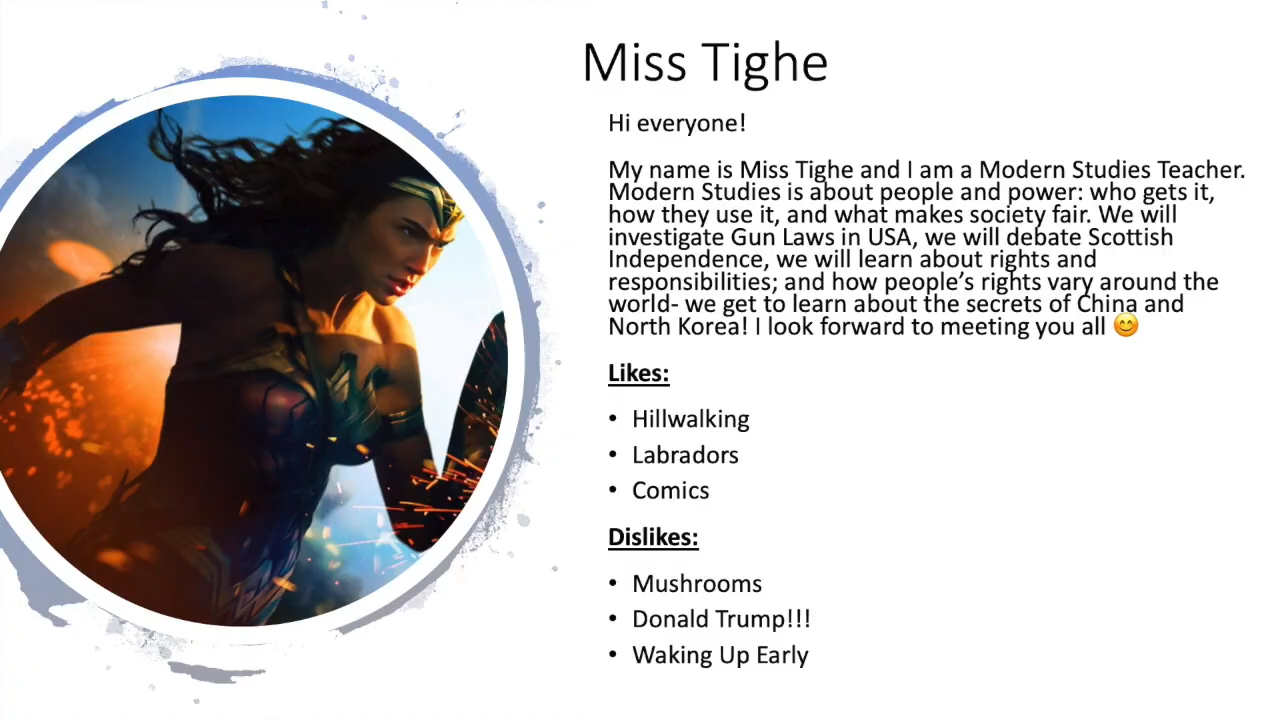 Miss Tighe
Hi everyone!
My name is Miss Tighe and I am a Modern Studies Teacher.
Modern Studies is about people and power: who gets it,
how they use it, and what makes society fair. We will
investigate Gun Laws in USA, we will debate Scottish
Independence, we will learn about rights and
responsibilities; and how people’s rights vary around the
world- we get to learn about the secrets of China and
North Korea! I look forward to meeting you all 😊
Likes:
• Hillwalking
• Labradors
• Comics
Dislikes:
• Mushrooms
• Donald Trump!!!
• Waking Up Early